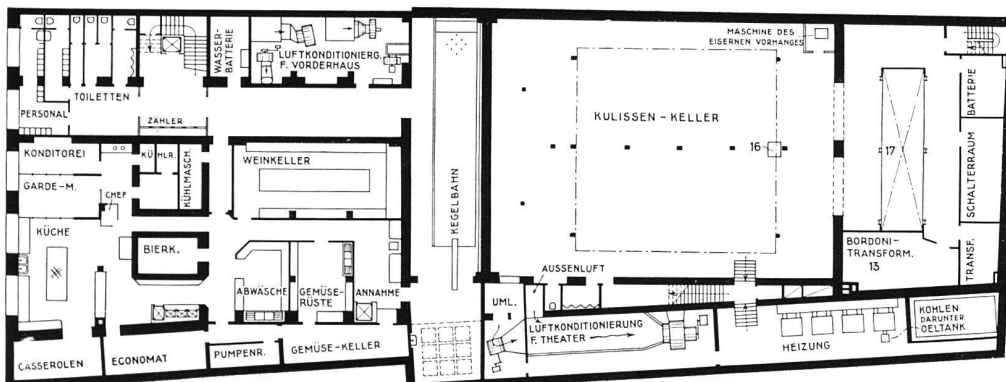 WASSER-
BATTERIE
LUFTKONDITIONIERG.
F. VORDERHAUS
TOILETTEN
PERSONAL
ZÄHLER
KONDITOREI
GARDE-M.
CHEF
KÜ HLR.
KÜHLMASCH.
WEINKELLER
KÜCHE
BIERK.
ABWÄSCHE
GEMÜSE-
RÜSTE
ANNAHME
CASSEROLEN
ECONOMAT
PUMPENR.
GEMÜSE-KELLER
KEGELBAHN
MASCHINE DES
EISERNEN VORHANGES
KULISSEN-KELLER
16
17
BATTERIE
SCHALTERRAUM
TRANSF.
BORDONI-
TRANSFORM.
13
AUSSENLUFT
UML.
LUFTKONDITIONIERUNG
F. THEATER
HEIZUNG
KOHLEN
DARUNTER
OELTANK